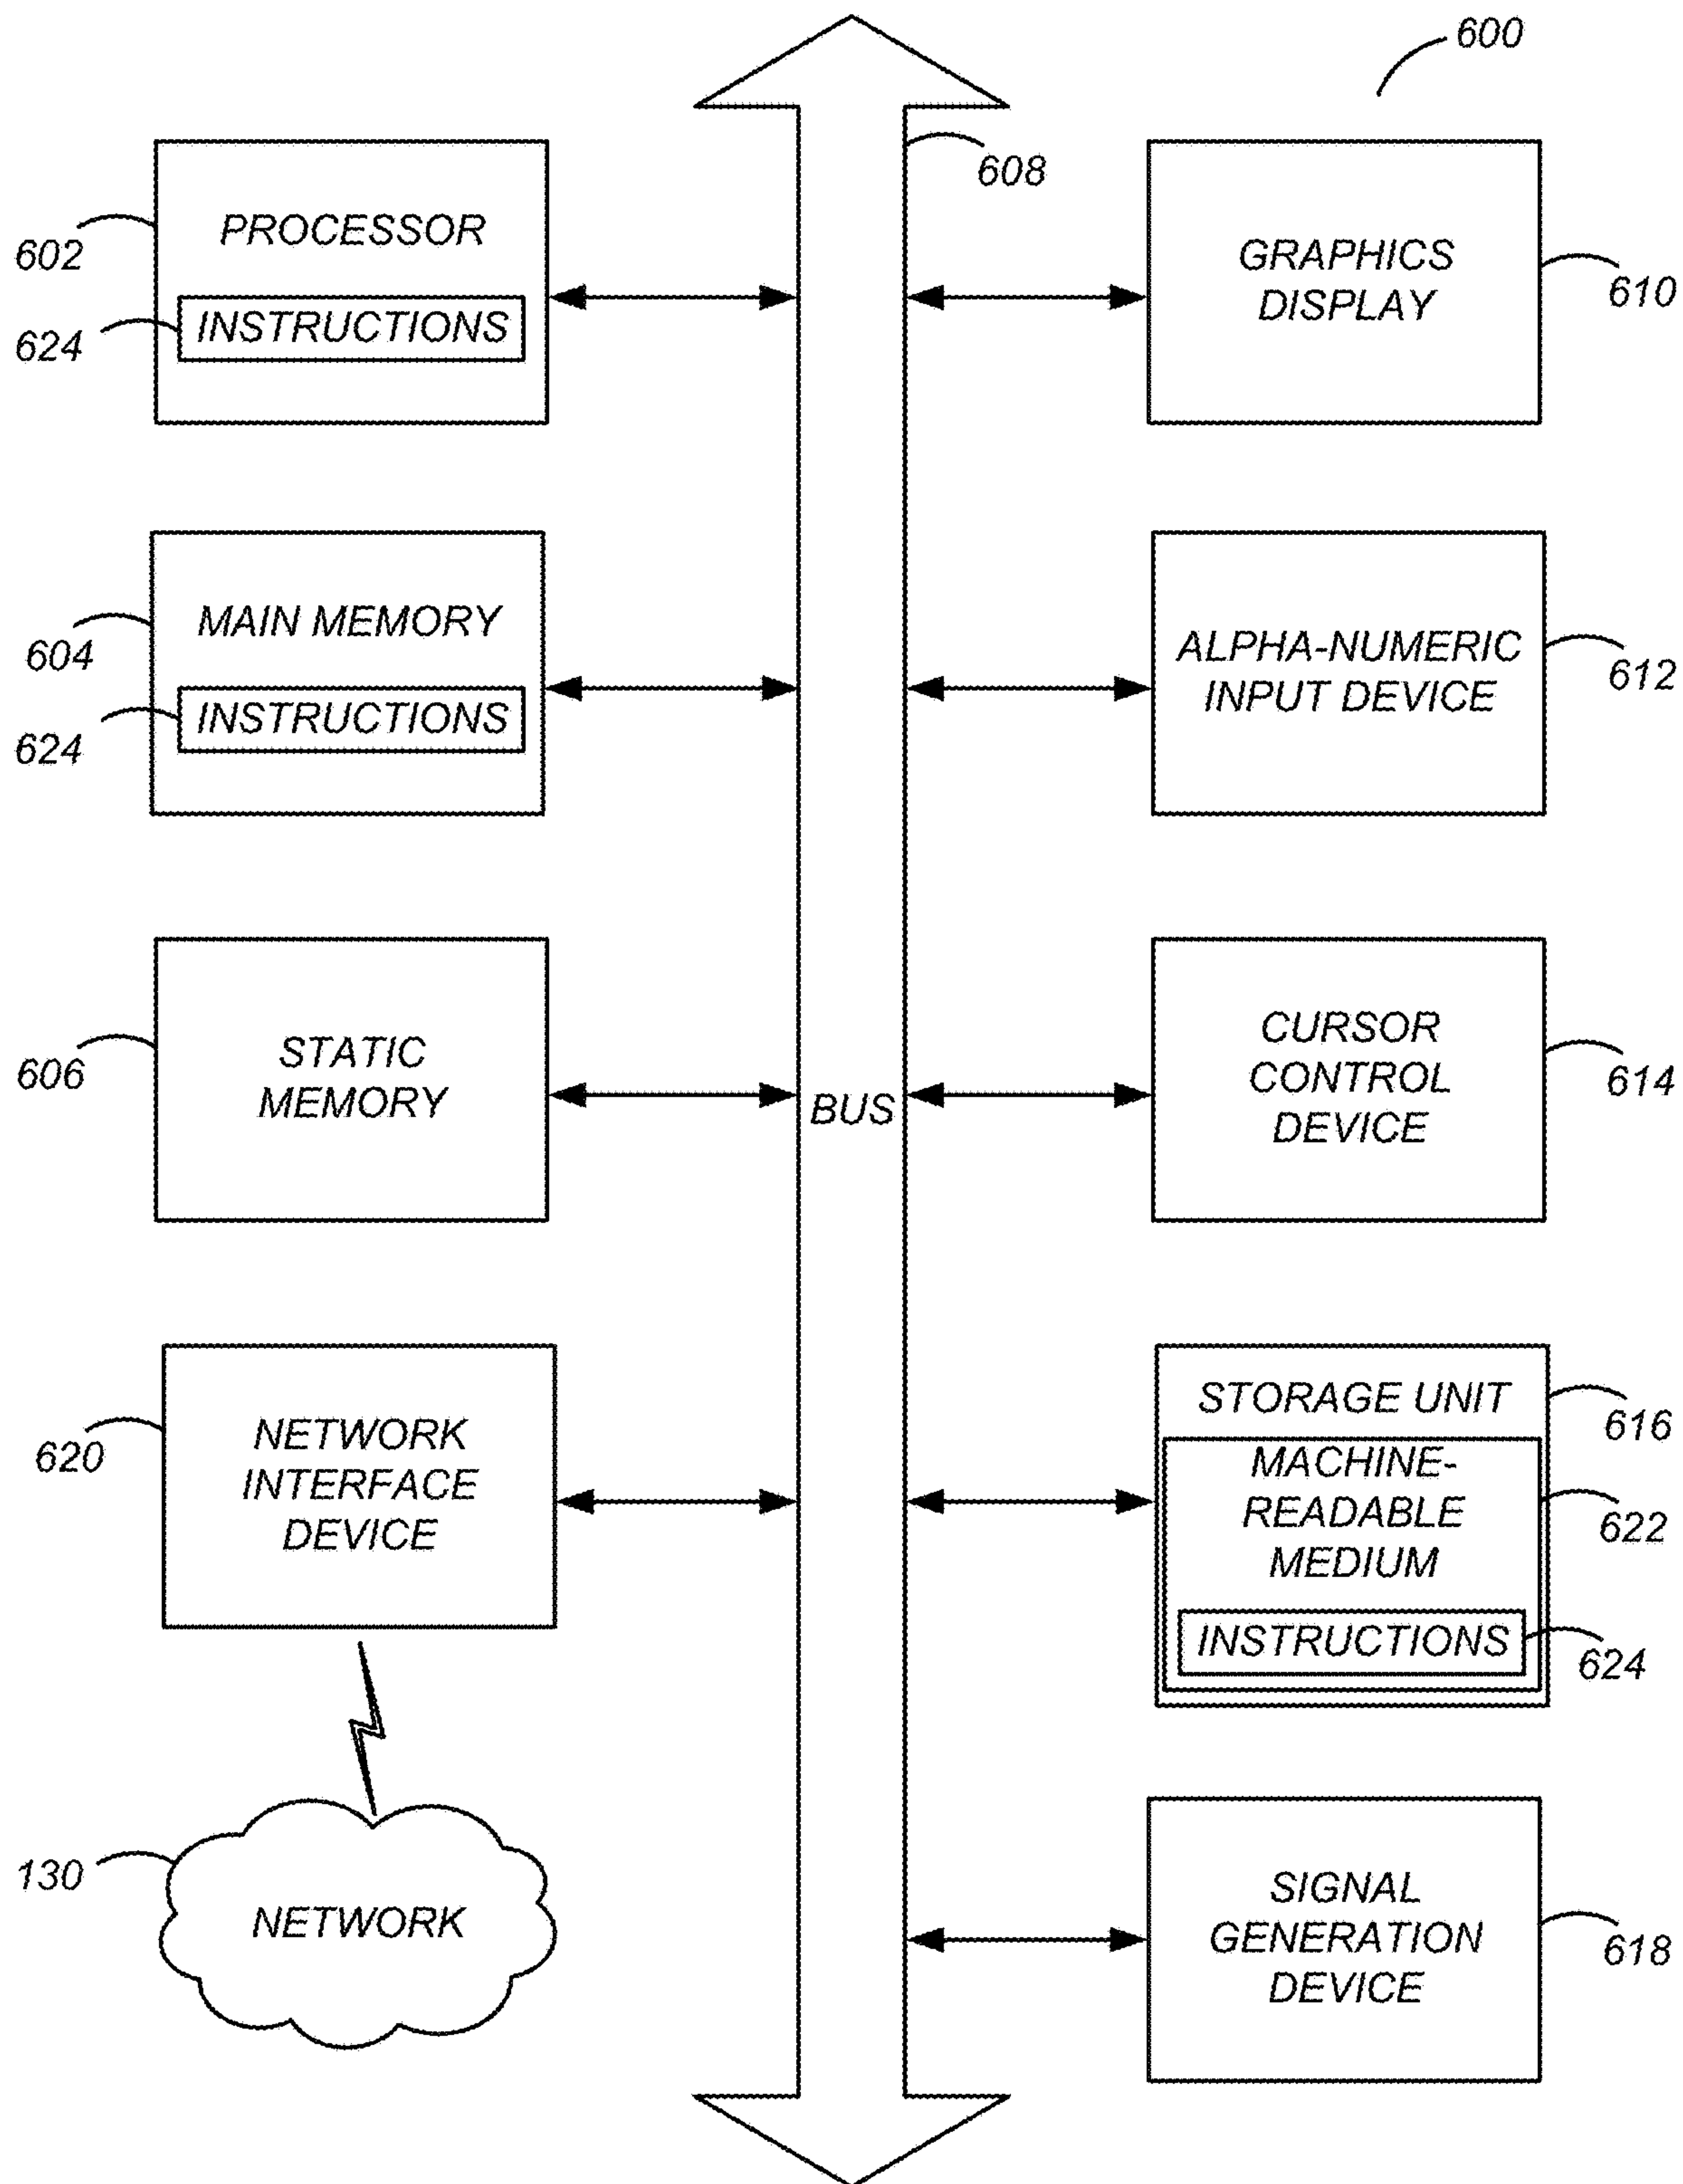 600
608
PROCESSOR
602
INSTRUCTIONS
624
GRAPHICS
DISPLAY
610
MAIN MEMORY
604
INSTRUCTIONS
624
ALPHA-NUMERIC
INPUT DEVICE
612
STATIC
MEMORY
606
BUS
CURSOR
CONTROL
DEVICE
614
NETWORK
INTERFACE
DEVICE
620
STORAGE UNIT
616
MACHINE-
READABLE
MEDIUM
622
INSTRUCTIONS
624
130
NETWORK
SIGNAL
GENERATION
DEVICE
618